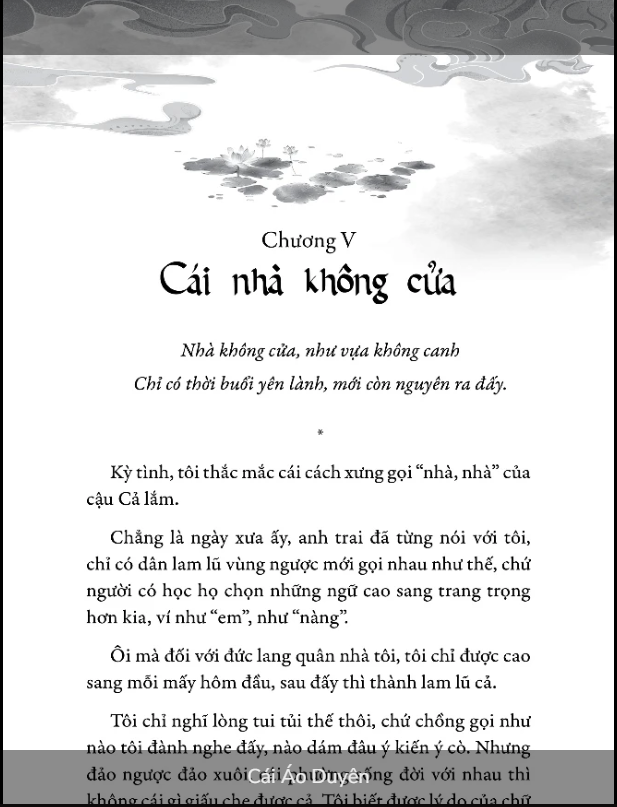 Chương V
Cái nhà không cửa
Nhà không cửa, như vựa không canh
Chỉ có thời buổi yên lành, mới còn nguyên ra đấy.
*
Kỳ tình, tôi thắc mắc cái cách xưng gọi “nhà, nhà” của
cậu Cả lắm.
Chẳng là ngày xưa ấy, anh trai đã từng nói với tôi,
chỉ có dân lam lũ vùng ngược mới gọi nhau như thế, chứ
người có học họ chọn những ngữ cao sang trang trọng
hơn kia, ví như “em”, như “nàng”.
Ôi mà đối với đức lang quân nhà tôi, tôi chỉ được cao
sang mỗi mấy hôm đầu, sau đấy thì thành lam lũ cả.
Tôi chỉ nghĩ lòng tui tủi thế thôi, chứ chồng gọi như
nào tôi đành nghe đấy, nào dám đâu ý kiến ý cò. Nhưng
đảo ngược đảo xuôi, phường sống đời với nhau thì
Cái Áo Duyên
không cái gì giấu che được cả. Tôi biết được lý do của chữ